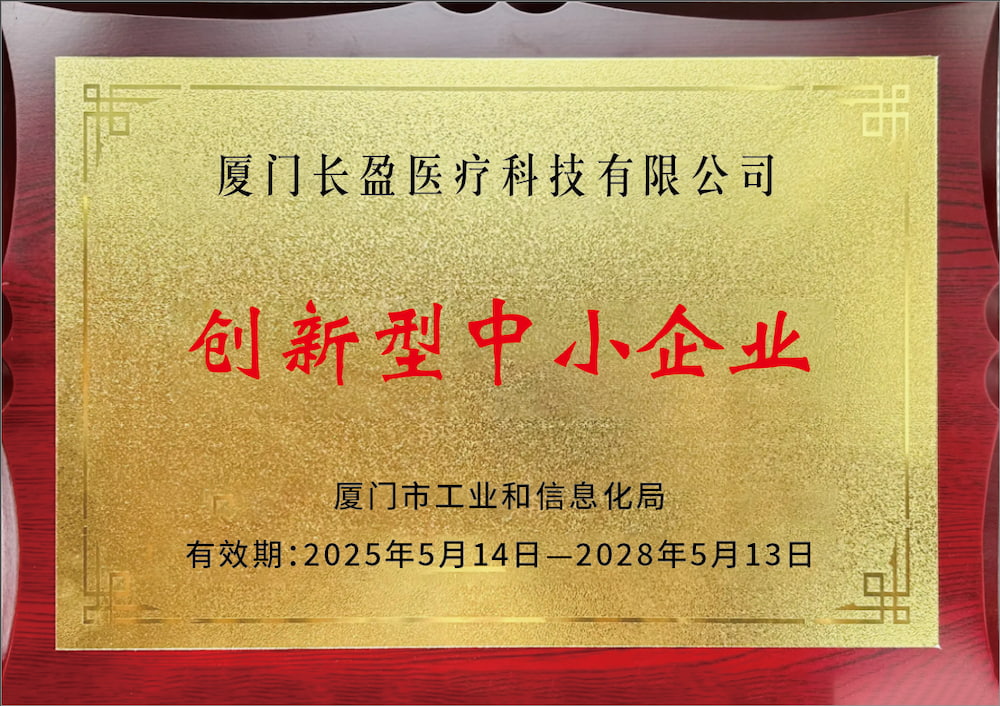 厦门长盈医疗科技有限公司
创新型中小企业
厦门市工业和信息化局
有效期：2025年5月14日—2028年5月13日